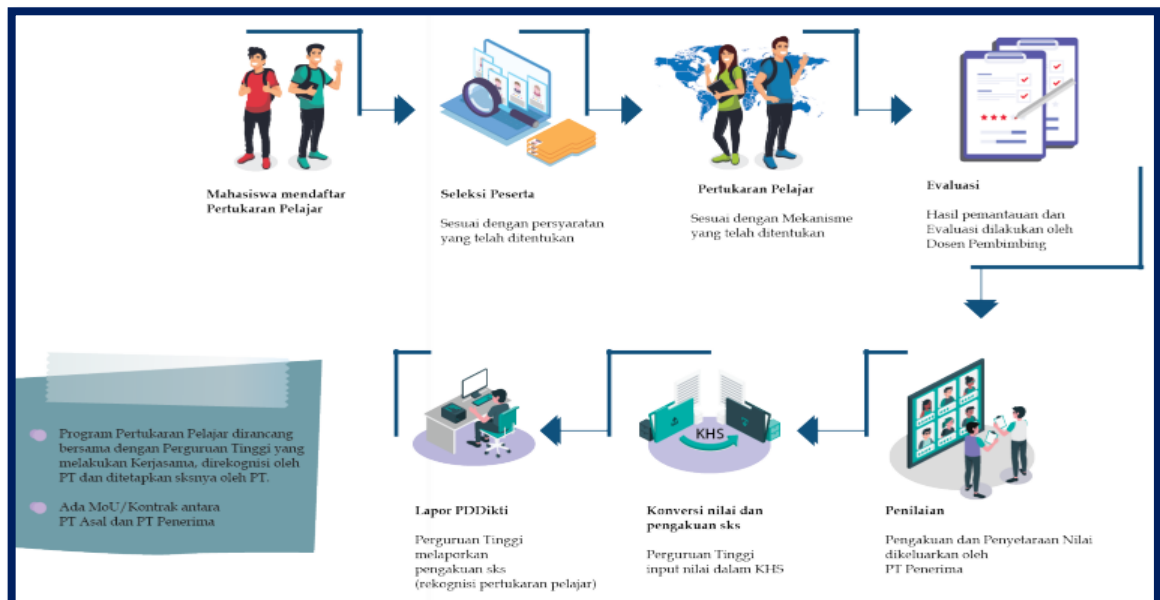 Mahasiswa mendaftar
Pertukaran Pelajar
Seleksi Peserta
Sesuai dengan persyaratan
yang telah ditentukan
Pertukaran Pelajar
Sesuai dengan Mekanisme
yang telah ditentukan
Evaluasi
Hasil pemantauan dan
Evaluasi dilakukan oleh
Dosen Pembimbing
Penilaian
Pengakuan dan Penyetaraan Nilai
dikeluarkan oleh
PT Penerima
KHS
Konversi nilai dan
pengakuan sks
Perguruan Tinggi
input nilai dalam KHS
Lapor PDDikti
Perguruan Tinggi
melaporkan
pengakuan sks
(rekognisi pertukaran pelajar)
Program Pertukaran Pelajar dirancang
bersama dengan Perguruan Tinggi yang
melakukan Kerjasama, direkognisi oleh
PT dan ditetapkan sksnya oleh PT.
Ada MoU/Kontrak antara
PT Asal dan PT Penerima